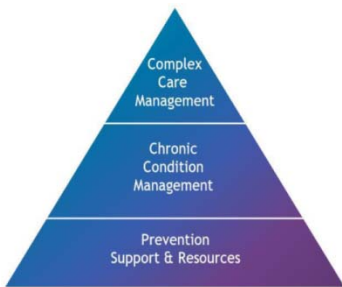 Complex
Care
Management
Chronic
Condition
Management
Prevention
Support & Resources